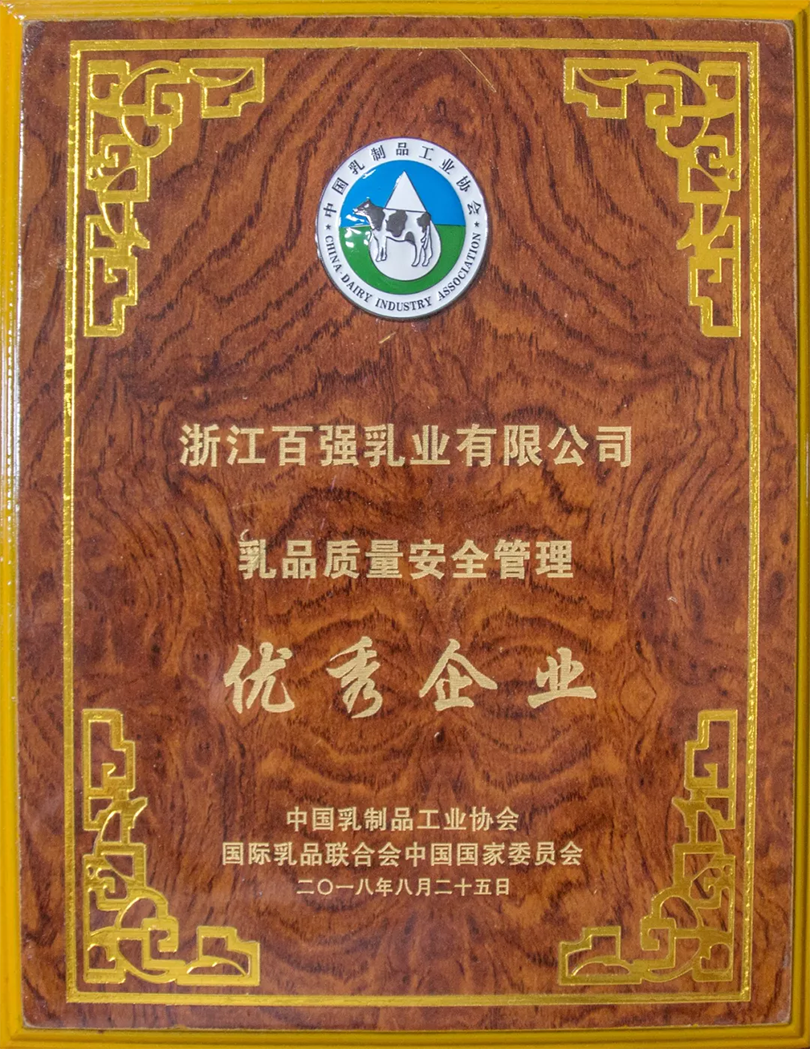 中国乳制品工业协会
CHINA DAIRY INDUSTRY ASSOCIATION
浙江百强乳业有限公司
乳品质量安全管理
优秀企业
中国乳制品工业协会
国际乳品联合会中国国家委员会
二〇一八年八月二十五日